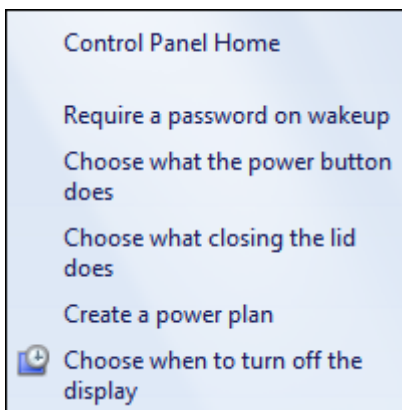 Control Panel Home
Require a password on wakeup
Choose what the power button
does
Choose what closing the lid
does
Create a power plan
Choose when to turn off the
display